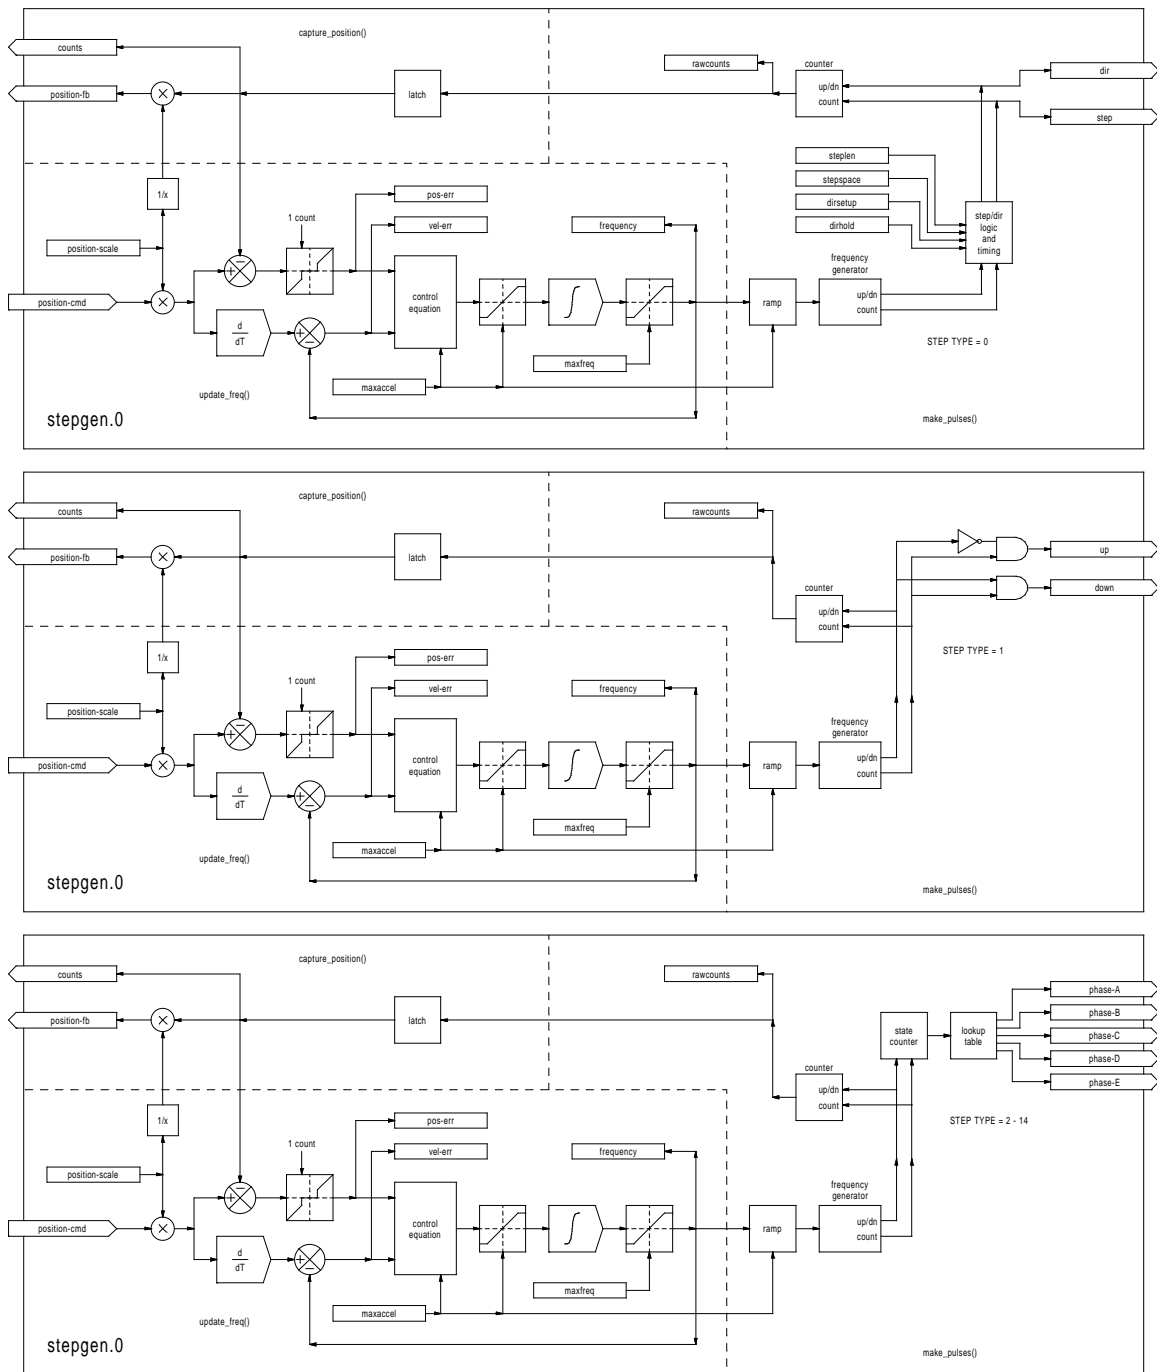 capture_position()
counts
rawcounts
counter
dir
position-fb
latch
up/dn
count
step
steplen
1/x
stepspace
pos-err
dirsetup
step/dir
logic
and
timing
1 count
vel-err
frequency
dirhold
position-scale
frequency
generator
position-cmd
control
equation
ramp
up/dn
count
d
dT
STEP TYPE = 0
maxfreq
maxaccel
update_freq()
stepgen.0
make_pulses()
capture_position()
counts
rawcounts
position-fb
latch
up
counter
down
up/dn
count
1/x
STEP TYPE = 1
pos-err
1 count
vel-err
frequency
position-scale
frequency
generator
position-cmd
control
equation
ramp
up/dn
count
d
dT
maxfreq
maxaccel
update_freq()
stepgen.0
make_pulses()
capture_position()
counts
rawcounts
phase-A
position-fb
latch
phase-B
state
counter
lookup
table
phase-C
phase-D
counter
phase-E
up/dn
count
1/x
STEP TYPE = 2 - 14
pos-err
1 count
vel-err
frequency
position-scale
frequency
generator
position-cmd
control
equation
ramp
up/dn
count
d
dT
maxfreq
maxaccel
update_freq()
stepgen.0
make_pulses()